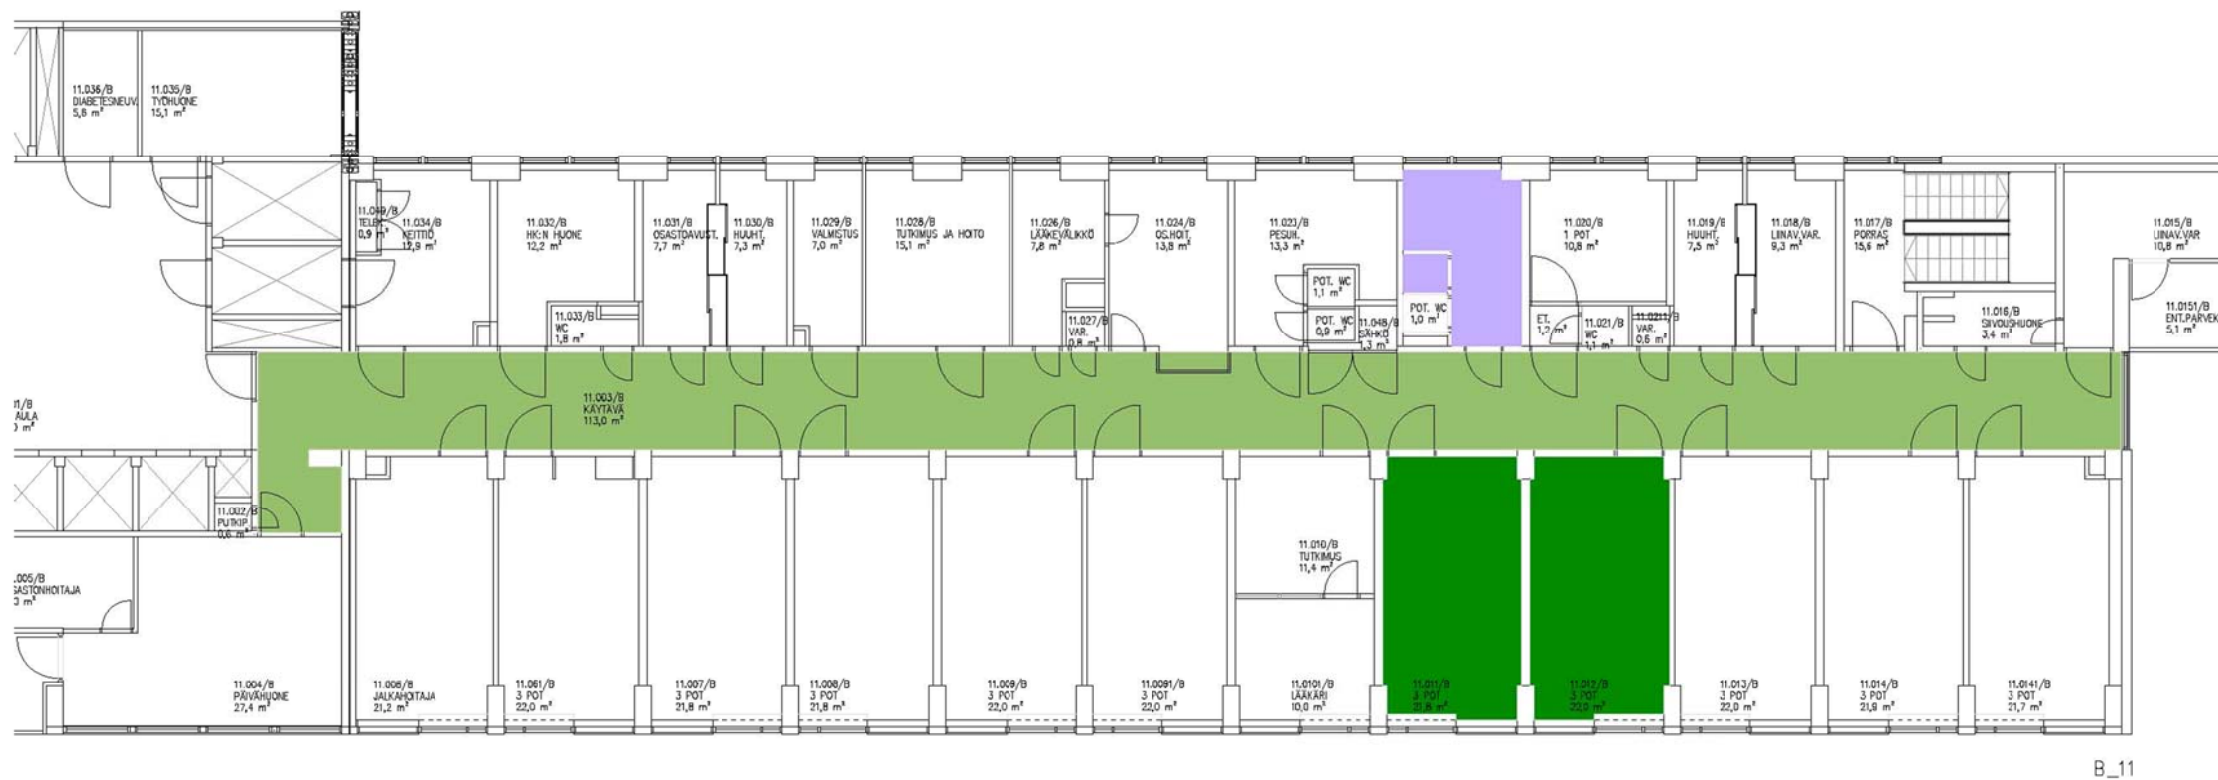 11.036/B
DIABETESNEUV.
5,8 m²
11.035/B
TYÖHUONE
15,1 m²
11.049/B
0,9 m²
11.034/B
KEITTIÖ
12,9 m²
11.032/B
HK:N HUONE
12,2 m²
11.033/B
WC
1,8 m²
11.031/B
OSASTOAVUST.
7,7 m²
11.030/B
HUUHT.
7,3 m²
11.029/B
VALMISTUS
7,0 m²
11.028/B
TUTKIMUS JA HOITO
15,1 m²
11.026/B
LÄÄKEVÄLIKKÖ
7,8 m²
11.027/B
VAR.
0,8 m²
11.024/B
OS.HOIT.
13,8 m²
11.023/B
PESUH.
13,3 m²
POT. WC
1,1 m²
POT. WC
0,9 m²
11.048/B
SÄHKÖ
1,3 m²
POT. WC
1,0 m²
11.020/B
1 POT
10,8 m²
ET.
1,2 m²
11.021/B
WC
1,1 m²
11.0211/B
VAR.
0,6 m²
11.019/B
HUUHT.
7,5 m²
11.018/B
LIINAV.VAR.
9,3 m²
11.017/B
PORRAS
15,6 m²
11.016/B
SIIVOUSHUONE
3,4 m²
11.015/B
LIINAV.VAR
10,8 m²
11.0151/B
ENT.PARVEK
5,1 m²
1/B
AULA
11.003/B
KÄYTÄVÄ
113,0 m²
11.002/B
PUTKIP.
0,6 m²
.005/B
SASTONHOITAJA
11.004/B
PÄIVÄHUONE
27,4 m²
11.006/B
JALKAHOITAJA
21,2 m²
11.061/B
3 POT
22,0 m²
11.007/B
3 POT
21,8 m²
11.008/B
3 POT
21,8 m²
11.009/B
3 POT
22,0 m²
11.0091/B
3 POT
22,0 m²
11.010/B
TUTKIMUS
11,4 m²
11.0101/B
LÄÄKÄRI
10,0 m²
11.011/B
3 POT
21,8 m²
11.012/B
3 POT
22,0 m²
11.013/B
3 POT
22,0 m²
11.014/B
3 POT
21,9 m²
11.0141/B
3 POT
21,7 m²
B_11